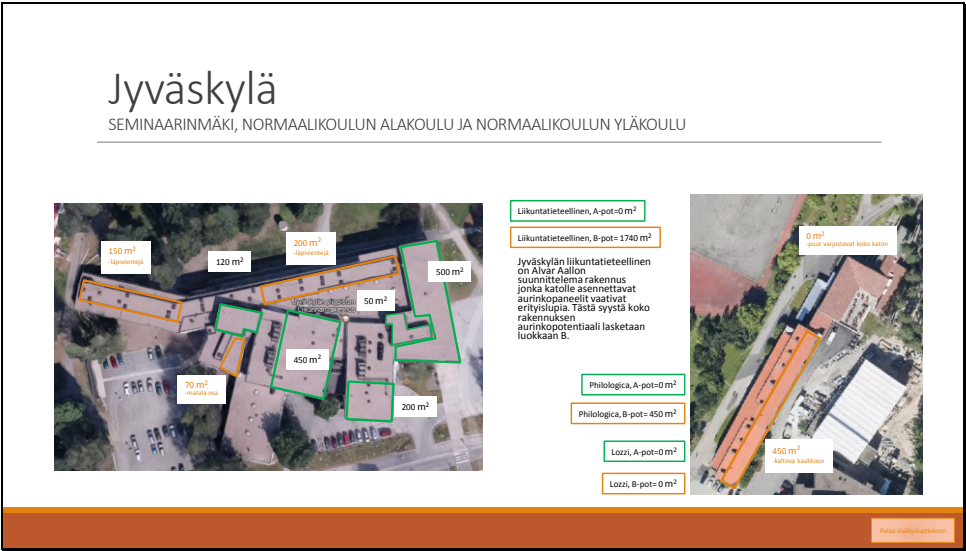 Jyväskylä
SEMINAARINMÄKI, NORMAALIKOULUN ALAKOULU JA NORMAALIKOULUN YLÄKOULU
150 m²
-läpivientejä
120 m²
200 m²
-läpivientejä
500 m²
50 m²
Jyväskylän yliopiston
Liikuntarakennus
450 m²
70 m²
-matala osa
200 m²
Liikuntatieteellinen, A-pot=0 m²
Liikuntatieteellinen, B-pot= 1740 m²
Jyväskylän liikuntatieteellinen
on Alvar Aallon
suunnittelema rakennus
jonka katolle asennettavat
aurinkopaneelit vaativat
erityislupia. Tästä syystä koko
rakennuksen
aurinkopotentiaali lasketaan
luokkaan B.
Philologica, A-pot=0 m²
Philologica, B-pot= 450 m²
Lozzi, A-pot=0 m²
Lozzi, B-pot= 0 m²
0 m²
-puut varjostavat koko katon
450 m²
-kalteva kaakkoon
Palaa sisällysluetteloon